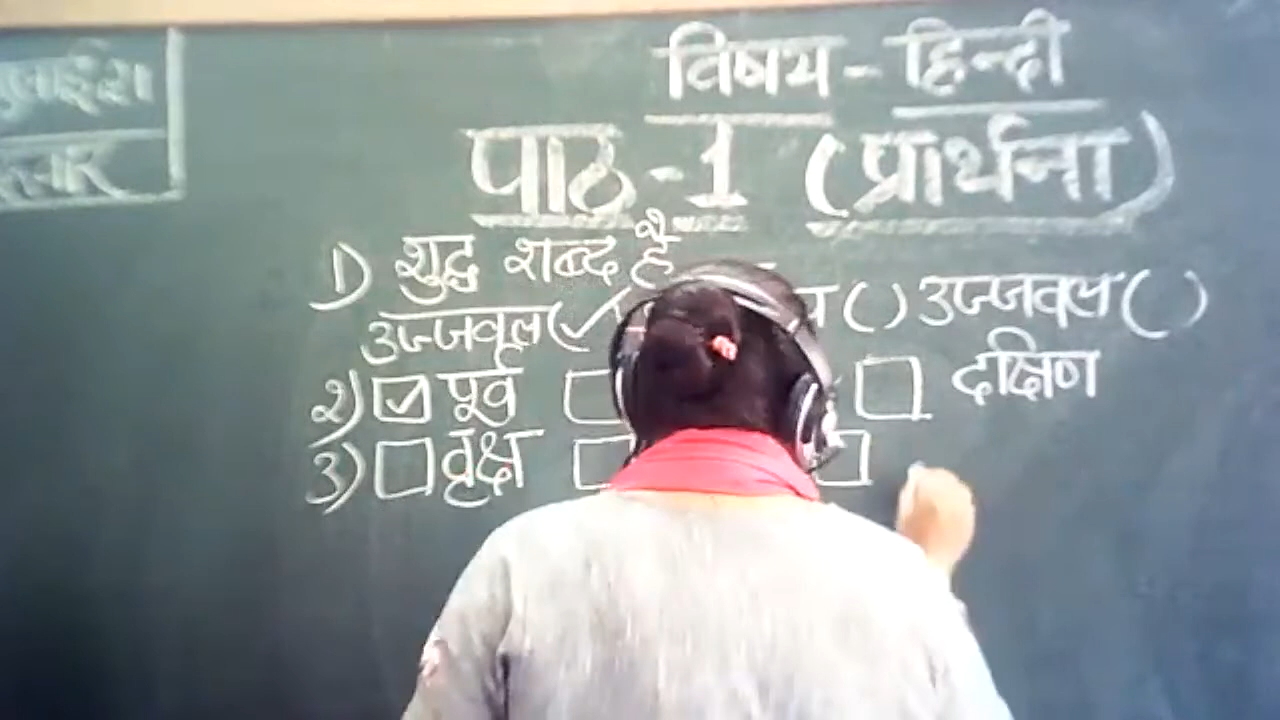 विषय - हिन्दी
पाठ - 1 (प्रार्थना)
1) शुद्ध शब्द है
उज्जवल (✓) ( ) उज्जवल ( )
2) ☑ पूर्व ☐ ☐ दक्षिण
3) ☐ वृक्ष ☐ ☐